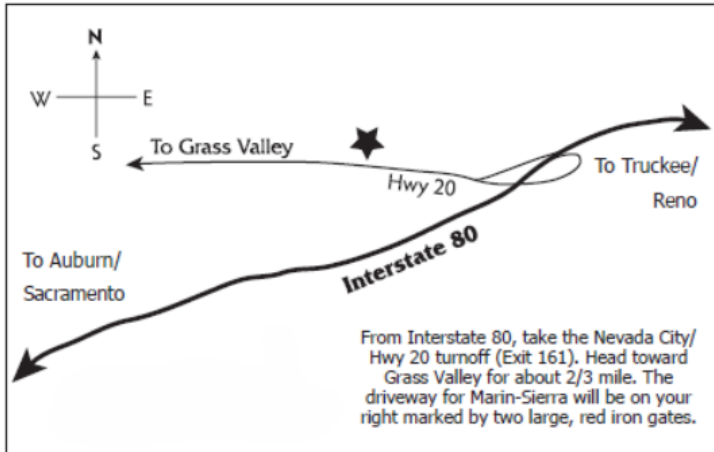 N
W
E
S
To Grass Valley
Hwy 20
To Truckee/
Reno
Interstate 80
To Auburn/
Sacramento
From Interstate 80, take the Nevada City/
Hwy 20 turnoff (Exit 161). Head toward
Grass Valley for about 2/3 mile. The
driveway for Marin-Sierra will be on your
right marked by two large, red iron gates.